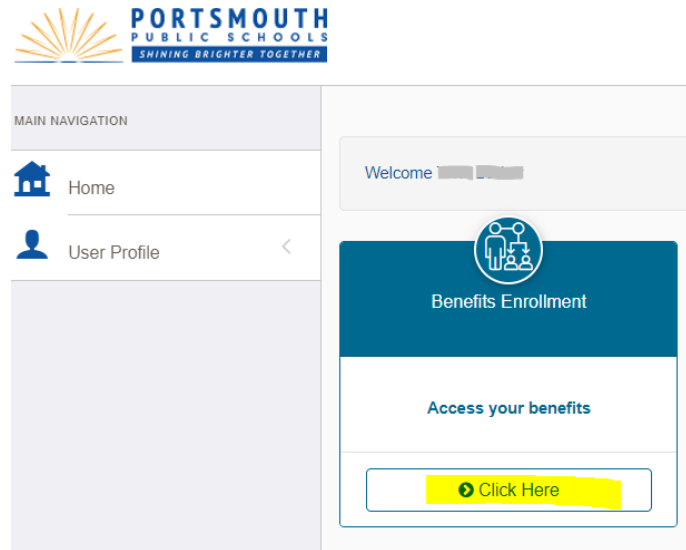 PORTSMOUTH
PUBLIC SCHOOLS
SHINING BRIGHTER TOGETHER
MAIN NAVIGATION
Home
User Profile
Welcome
Benefits Enrollment
Access your benefits
Click Here